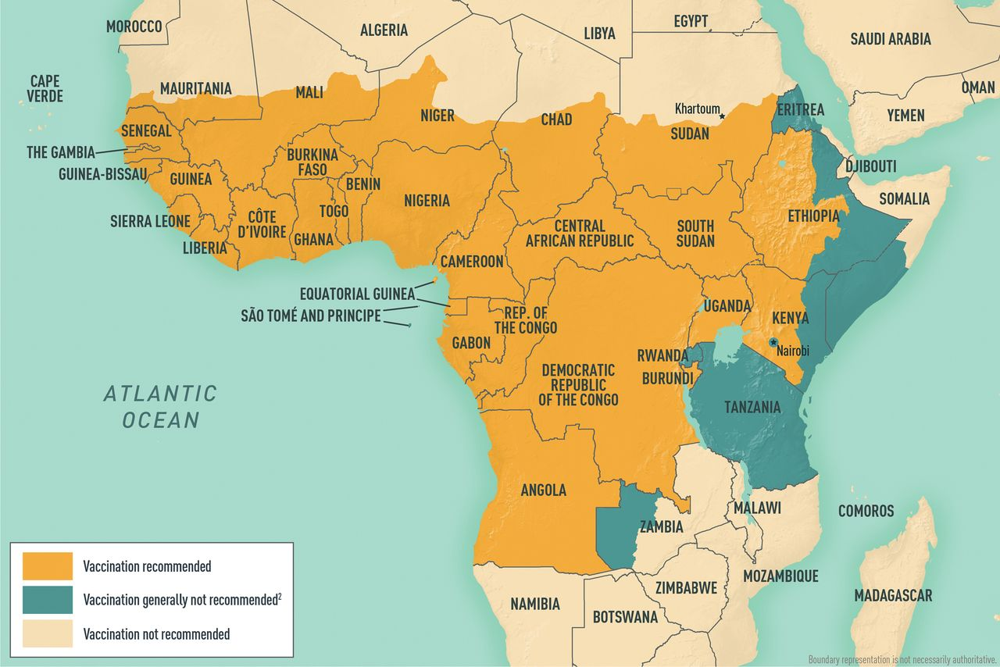 MOROCCO
ALGERIA
LIBYA
EGYPT
SAUDI ARABIA
CAPE
VERDE
MAURITANIA
MALI
NIGER
CHAD
Khartoum
SUDAN
ERITREA
YEMEN
OMAN
SENEGAL
THE GAMBIA
GUINEA-BISSAU
GUINEA
BURKINA
FASO
BENIN
NIGERIA
DJIBOUTI
SOMALIA
SIERRA LEONE
CÔTE
D'IVOIRE
TOGO
GHANA
LIBERIA
CENTRAL
AFRICAN REPUBLIC
SOUTH
SUDAN
ETHIOPIA
CAMEROON
EQUATORIAL GUINEA
SÃO TOMÉ AND PRINCIPE
REP. OF
THE CONGO
GABON
UGANDA
KENYA
Nairobi
RWANDA
BURUNDI
DEMOCRATIC
REPUBLIC
OF THE CONGO
TANZANIA
ATLANTIC
OCEAN
ANGOLA
ZAMBIA
MALAWI
COMOROS
MOZAMBIQUE
ZIMBABWE
NAMIBIA
BOTSWANA
MADAGASCAR
Vaccination recommended
Vaccination generally not recommended²
Vaccination not recommended
Boundary representation is not necessarily authoritative.